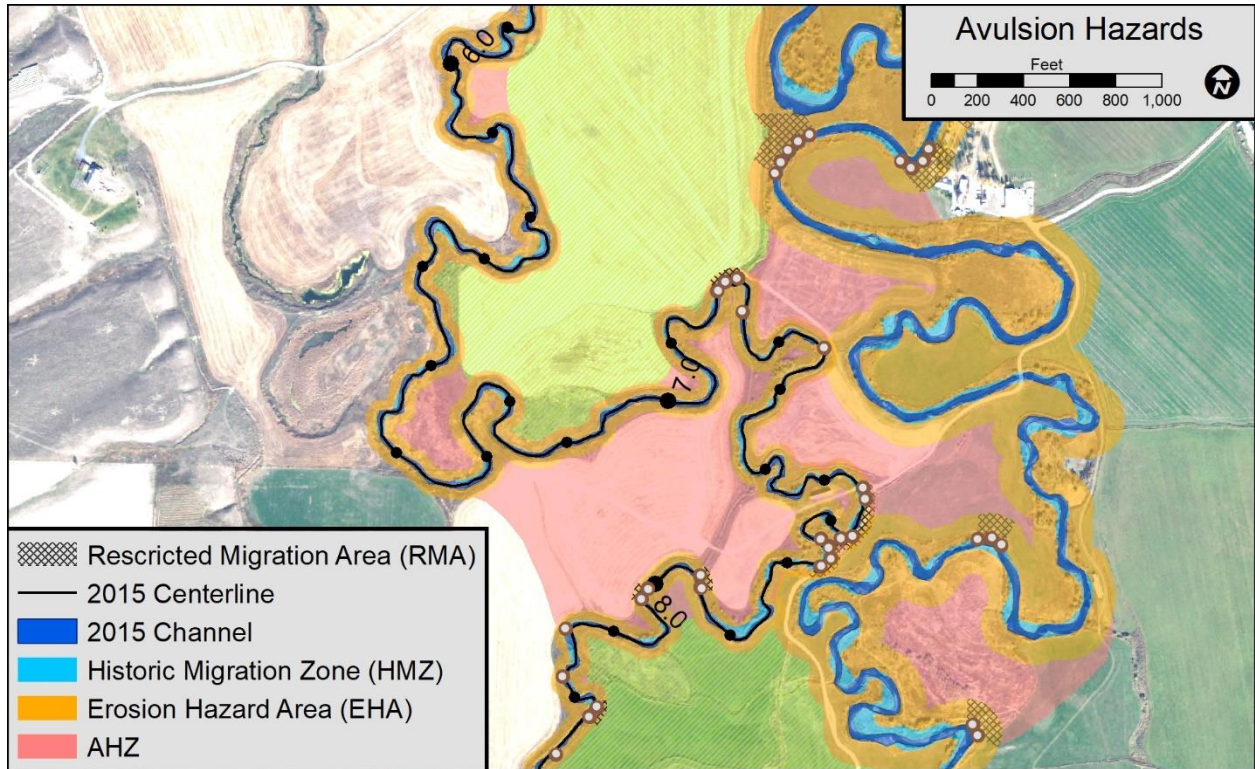 Avulsion Hazards
Feet
0 200 400 600 800 1,000
N
6.0
7.0
8.0
Rescricted Migration Area (RMA)
2015 Centerline
2015 Channel
Historic Migration Zone (HMZ)
Erosion Hazard Area (EHA)
AHZ